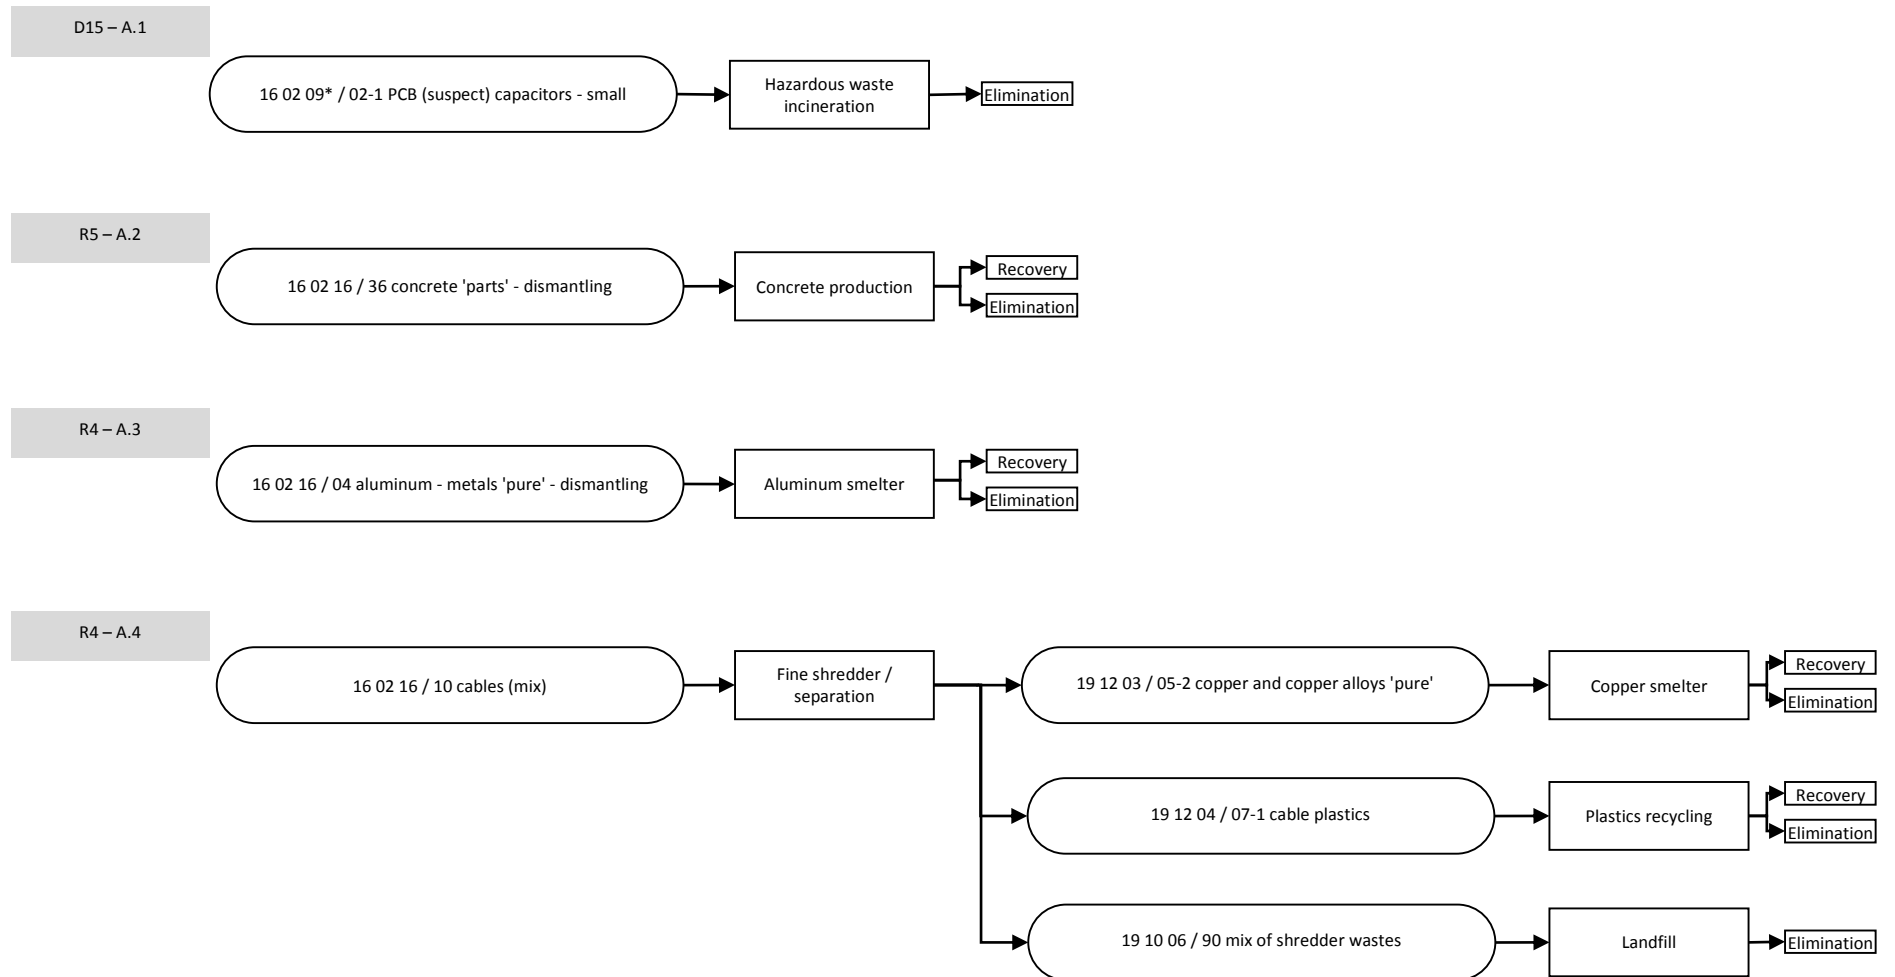 D15 – A.1
16 02 09* / 02-1 PCB (suspect) capacitors - small
Hazardous waste
incineration
Elimination
R5 – A.2
16 02 16 / 36 concrete 'parts' - dismantling
Concrete production
Recovery
Elimination
R4 – A.3
16 02 16 / 04 aluminum - metals 'pure' - dismantling
Aluminum smelter
Recovery
Elimination
R4 – A.4
16 02 16 / 10 cables (mix)
Fine shredder /
separation
19 12 03 / 05-2 copper and copper alloys 'pure'
Copper smelter
Recovery
Elimination
19 12 04 / 07-1 cable plastics
Plastics recycling
Recovery
Elimination
19 10 06 / 90 mix of shredder wastes
Landfill
Elimination